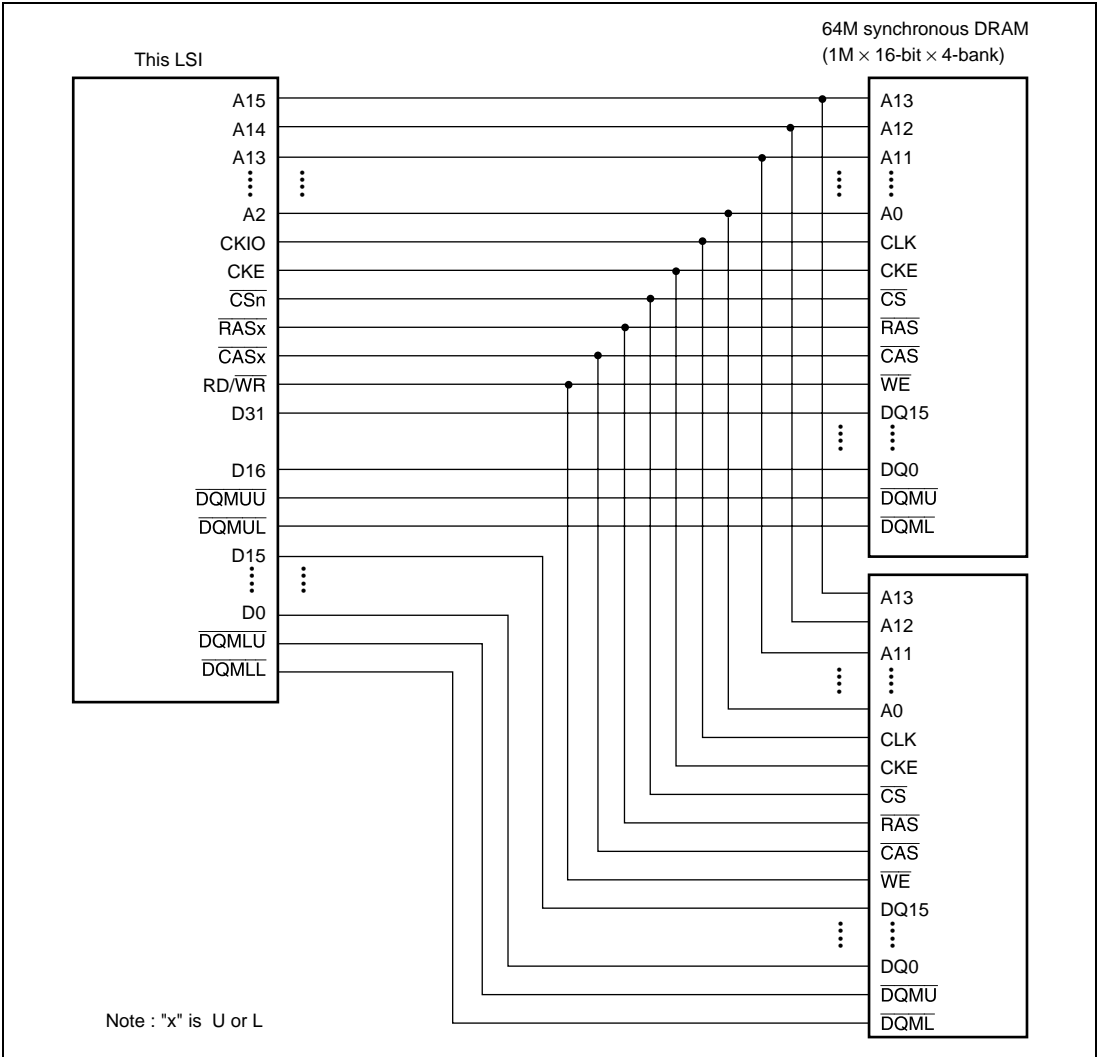 64M synchronous DRAM
(1M × 16-bit × 4-bank)
This LSI
A15
A14
A13
A2
CKIO
CKE
CSn
RASx
CASx
RD/WR
D31
D16
DQMUU
DQMUL
D15
D0
DQMLU
DQMLL
A13
A12
A11
A0
CLK
CKE
CS
RAS
CAS
WE
DQ15
DQ0
DQMU
DQML
A13
A12
A11
A0
CLK
CKE
CS
RAS
CAS
WE
DQ15
DQ0
DQMU
DQML
Note : "x" is U or L